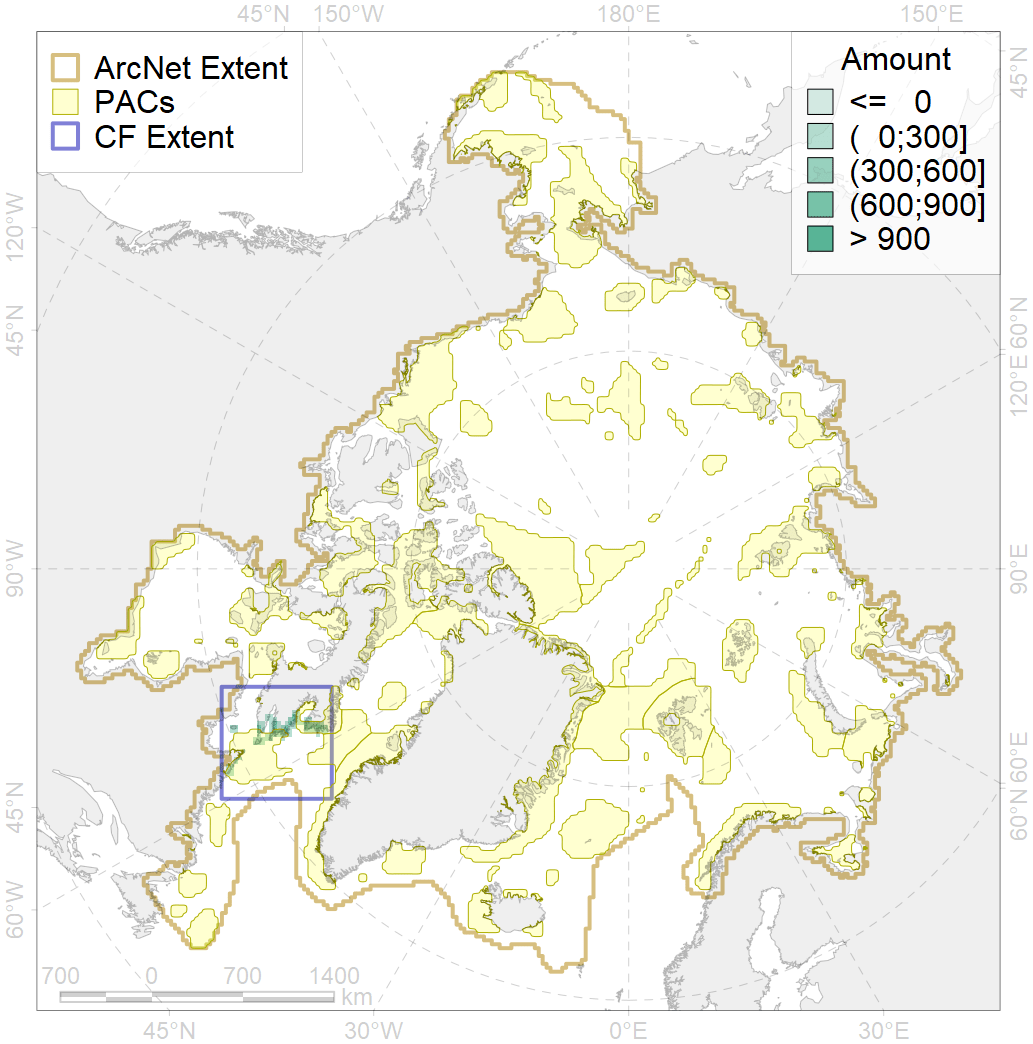 45°N 150°W 180°E 150°E
ArcNet Extent
PACs
CF Extent
Amount
<= 0
( 0;300]
(300;600]
(600;900]
> 900
45°N
120°W
45°N
60°N
120°E
90°W
90°E
45°N
60°E
60°N
60°W
700 0 700 1400
km
45°N 30°W 0°E 30°E